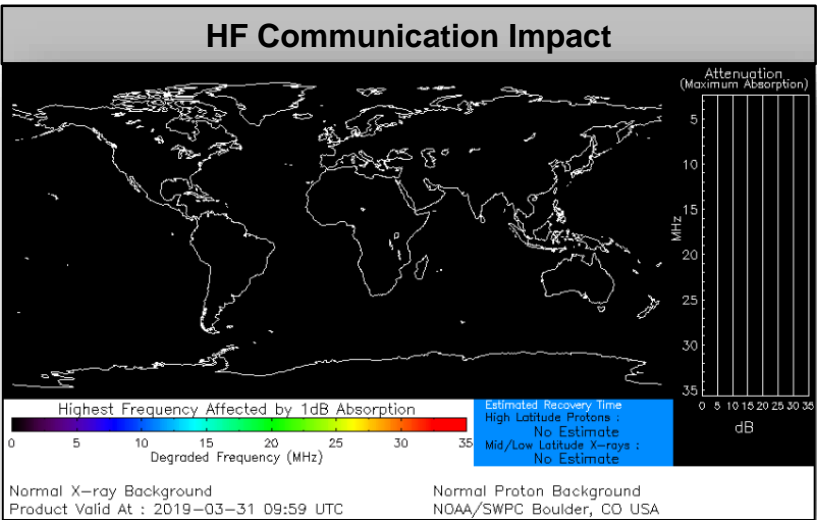 HF Communication Impact
Attenuation
(Maximum Absorption)
5
10
15
20
25
30
35
MHz
0 5 10 15 20 25 30 35
dB
Highest Frequency Affected by 1dB Absorption
0 5 10 15 20 25 30 35
Degraded Frequency (MHz)
Estimated Recovery Time
High Latitude Protons :
No Estimate
Mid/Low Latitude X-rays :
No Estimate
Normal X-ray Background
Product Valid At : 2019-03-31 09:59 UTC
Normal Proton Background
NOAA/SWPC Boulder, CO USA